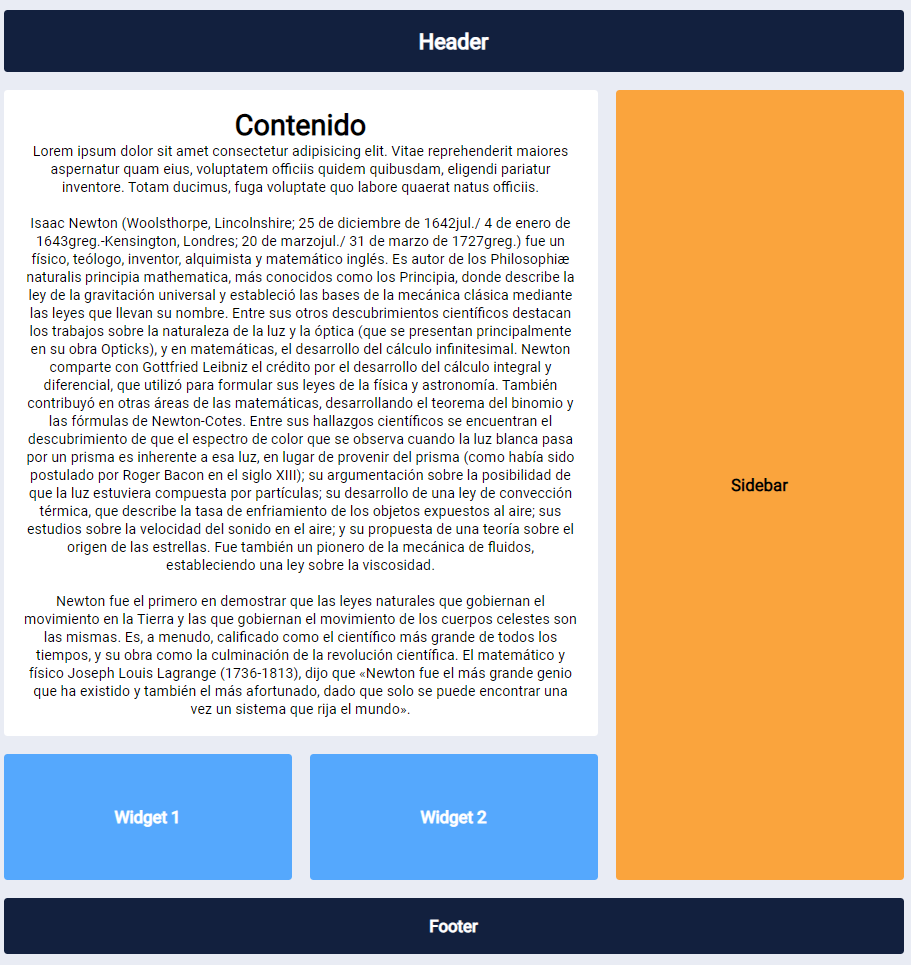 Header
Contenido
Lorem ipsum dolor sit amet consectetur adipisicing elit. Vitae reprehenderit maiores
aspernatur quam eius, voluptatem officiis quidem quibusdam, eligendi pariatur
inventore. Totam ducimus, fuga voluptate quo labore quaerat natus officiis.
Isaac Newton (Woolsthorpe, Lincolnshire; 25 de diciembre de 1642jul./ 4 de enero de
1643greg.-Kensington, Londres; 20 de marzojul./ 31 de marzo de 1727greg.) fue un
físico, teólogo, inventor, alquimista y matemático inglés. Es autor de los Philosophiæ
naturalis principia mathematica, más conocidos como los Principia, donde describe la
ley de la gravitación universal y estableció las bases de la mecánica clásica mediante
las leyes que llevan su nombre. Entre sus otros descubrimientos científicos destacan
los trabajos sobre la naturaleza de la luz y la óptica (que se presentan principalmente
en su obra Opticks), y en matemáticas, el desarrollo del cálculo infinitesimal. Newton
comparte con Gottfried Leibniz el crédito por el desarrollo del cálculo integral y
diferencial, que utilizó para formular sus leyes de la física y astronomía. También
contribuyó en otras áreas de las matemáticas, desarrollando el teorema del binomio y
las fórmulas de Newton-Cotes. Entre sus hallazgos científicos se encuentran el
descubrimiento de que el espectro de color que se observa cuando la luz blanca pasa
por un prisma es inherente a esa luz, en lugar de provenir del prisma (como había sido
postulado por Roger Bacon en el siglo XIII); su argumentación sobre la posibilidad de
que la luz estuviera compuesta por partículas; su desarrollo de una ley de convección
térmica, que describe la tasa de enfriamiento de los objetos expuestos al aire; sus
estudios sobre la velocidad del sonido en el aire; y su propuesta de una teoría sobre el
origen de las estrellas. Fue también un pionero de la mecánica de fluidos,
estableciendo una ley sobre la viscosidad.
Newton fue el primero en demostrar que las leyes naturales que gobiernan el
movimiento en la Tierra y las que gobiernan el movimiento de los cuerpos celestes son
las mismas. Es, a menudo, calificado como el científico más grande de todos los
tiempos, y su obra como la culminación de la revolución científica. El matemático y
físico Joseph Louis Lagrange (1736-1813), dijo que «Newton fue el más grande genio
que ha existido y también el más afortunado, dado que solo se puede encontrar una
vez un sistema que rija el mundo».
Sidebar
Widget 1
Widget 2
Footer